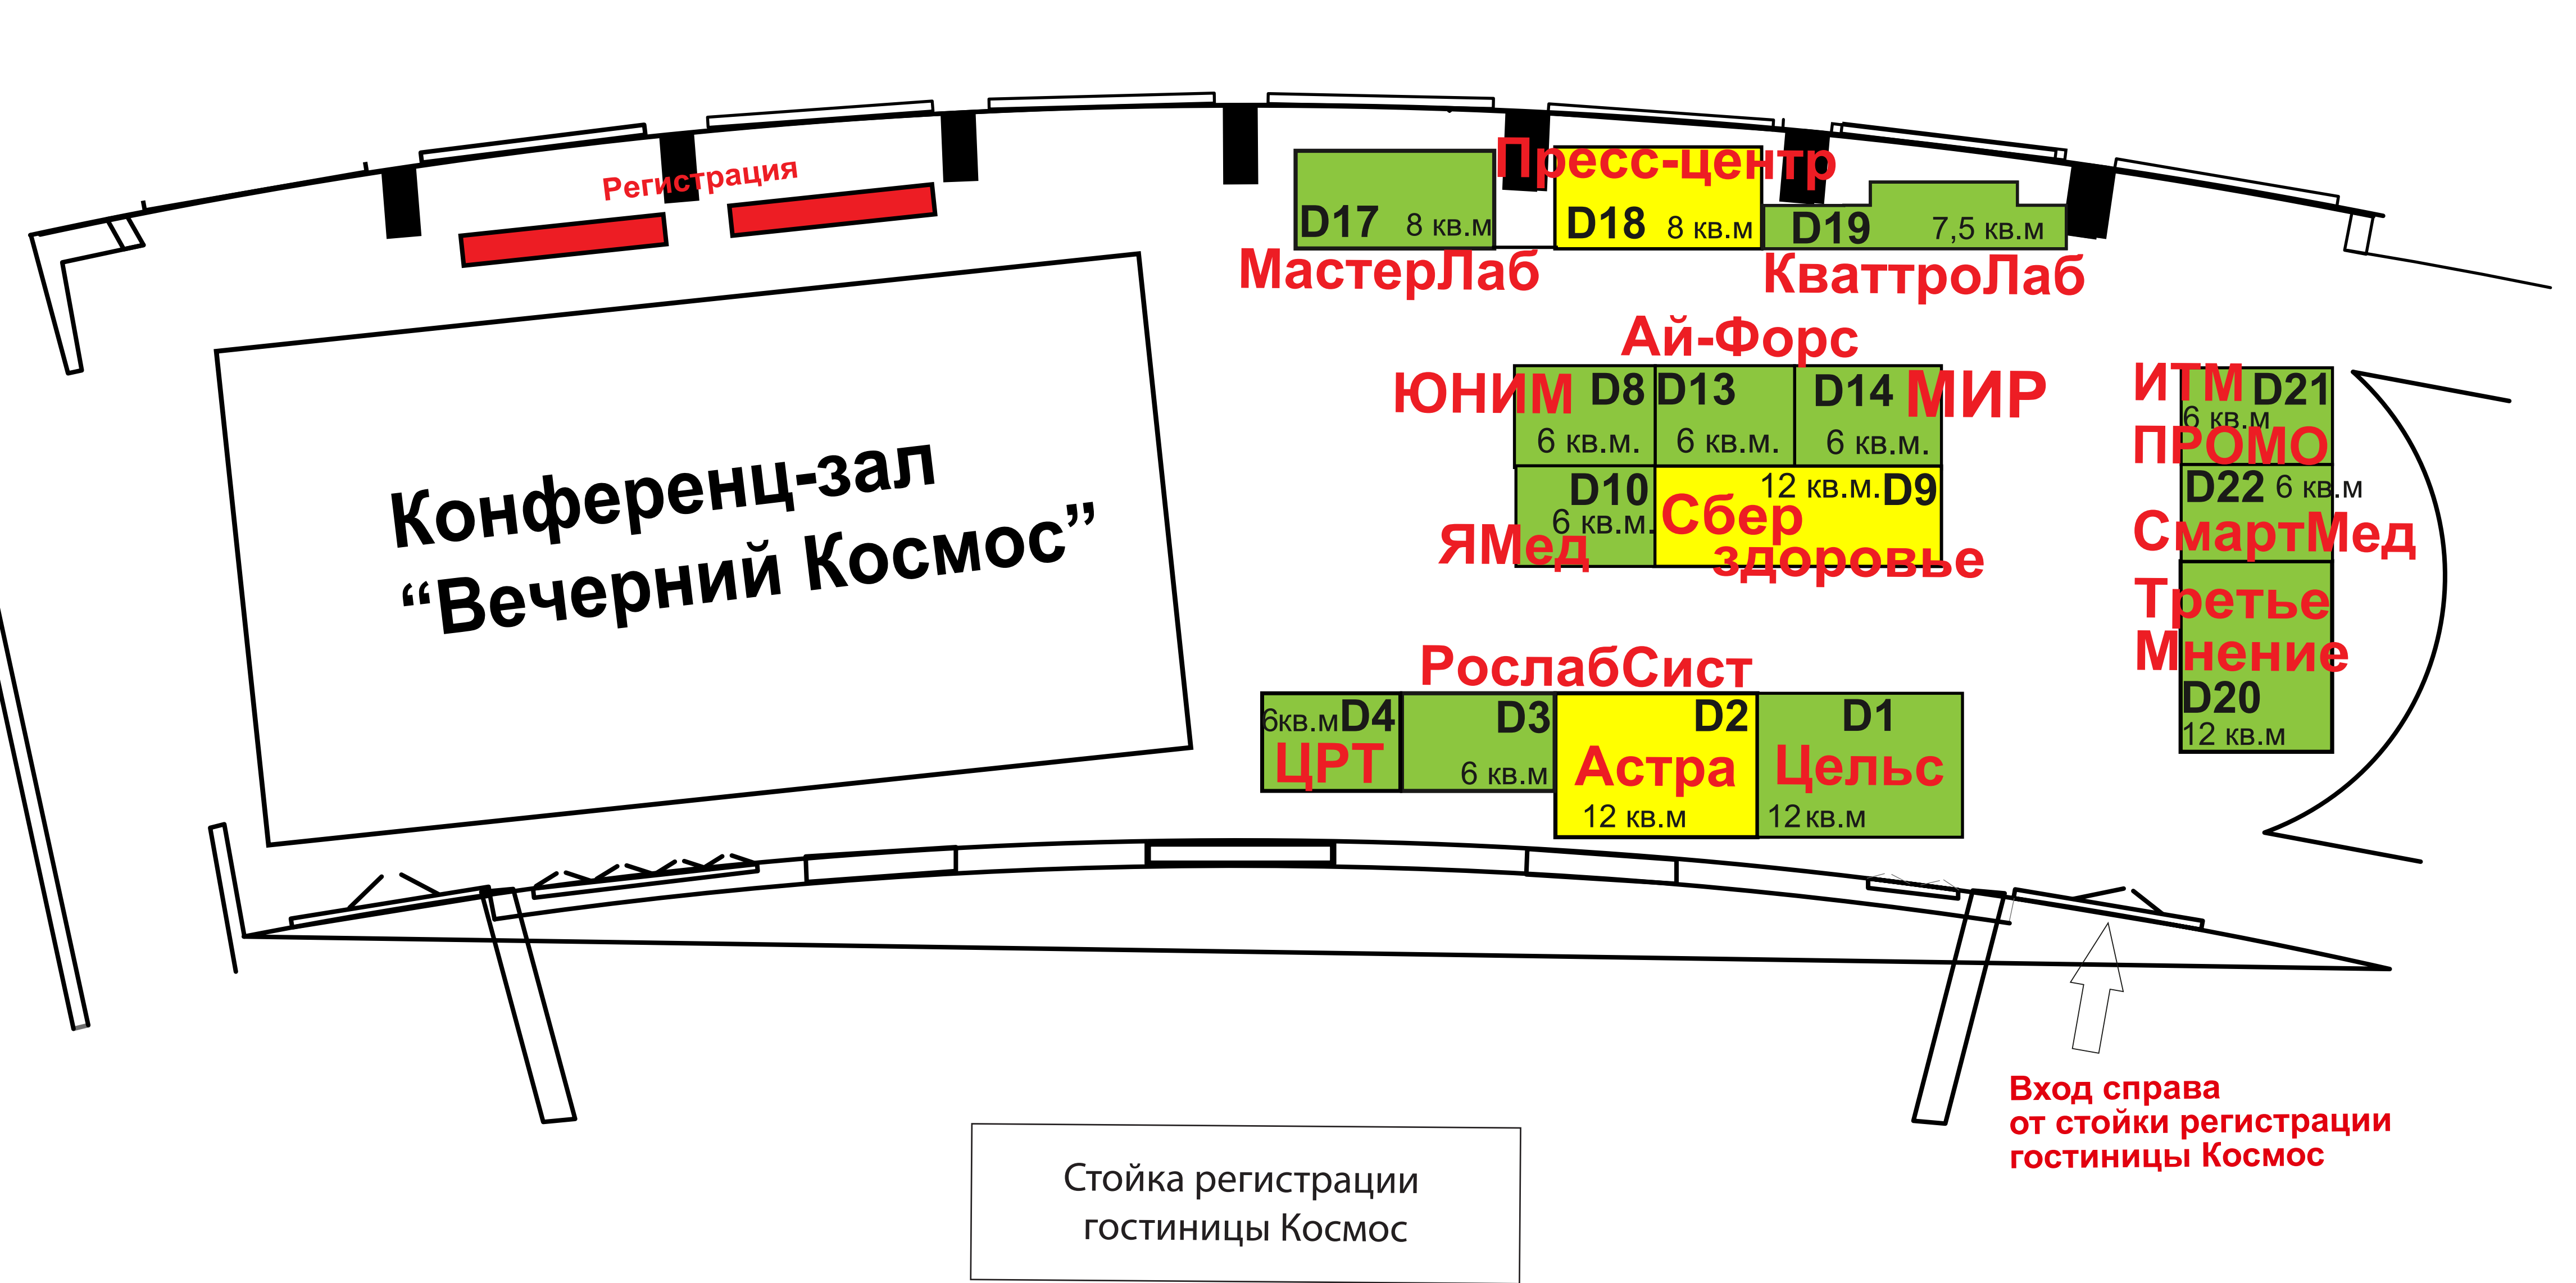 Регистрация
Пресс-центр
D17 8 кв.м
D18 8 кв.м
D19 7,5 кв.м
МастерЛаб
КваттроЛаб
Ай-Форс
ЮНИМ D8
6 кв.м.
D13
6 кв.м.
D14 МИР
6 кв.м.
D10
6 кв.м.
ЯМед
12 кв.м. D9
Сбер
здоровье
ИТМ D21
6 кв.м
ПРОМО
D22 6 кв.м
СмартМед
Третье
Мнение
D20
12 кв.м
Конференц-зал
“Вечерний Космос”
РослабСист
6кв.м D4
ЦРТ
D3
6 кв.м
D2
Астра
12 кв.м
D1
Цельс
12 кв.м
Вход справа
от стойки регистрации
гостиницы Космос
Стойка регистрации
гостиницы Космос